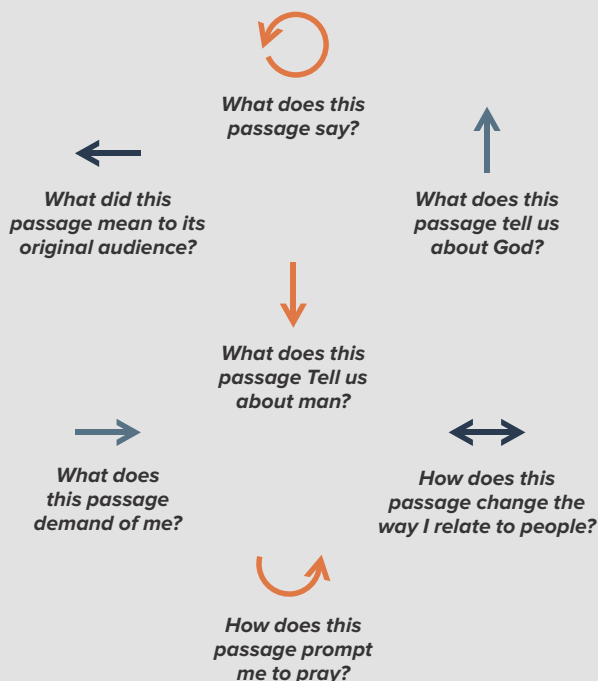 What does this
passage say?
What did this
passage mean to its
original audience?
What does this
passage tell us
about God?
What does this
passage Tell us
about man?
What does
this passage
demand of me?
How does this
passage change the
way I relate to people?
How does this
passage prompt
me to pray?